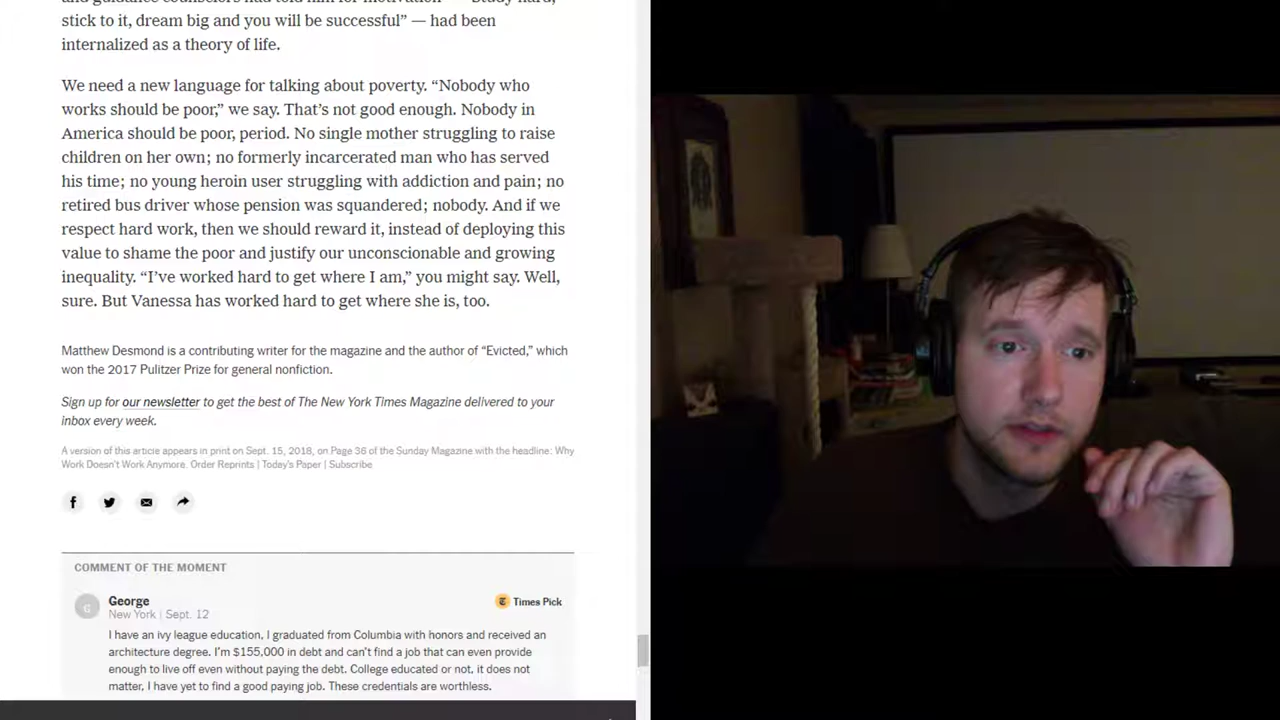 stick to it, dream big and you will be successful” — had been
internalized as a theory of life.
We need a new language for talking about poverty. “Nobody who
works should be poor,” we say. That’s not good enough. Nobody in
America should be poor, period. No single mother struggling to raise
children on her own; no formerly incarcerated man who has served
his time; no young heroin user struggling with addiction and pain; no
retired bus driver whose pension was squandered; nobody. And if we
respect hard work, then we should reward it, instead of deploying this
value to shame the poor and justify our unconscionable and growing
inequality. “I’ve worked hard to get where I am,” you might say. Well,
sure. But Vanessa has worked hard to get where she is, too.
Matthew Desmond is a contributing writer for the magazine and the author of “Evicted,” which
won the 2017 Pulitzer Prize for general nonfiction.
Sign up for our newsletter to get the best of The New York Times Magazine delivered to your
inbox every week.
A version of this article appears in print on Sept. 15, 2018, on Page 36 of the Sunday Magazine with the headline: Why
Work Doesn’t Work Anymore. Order Reprints | Today’s Paper | Subscribe
COMMENT OF THE MOMENT
G
George
Times Pick
New York | Sept. 12
I have an ivy league education, I graduated from Columbia with honors and received an
architecture degree. I’m $155,000 in debt and can’t find a job that can even provide
enough to live off even without paying the debt. College educated or not, it does not
matter, I have yet to find a good paying job. These credentials are worthless.